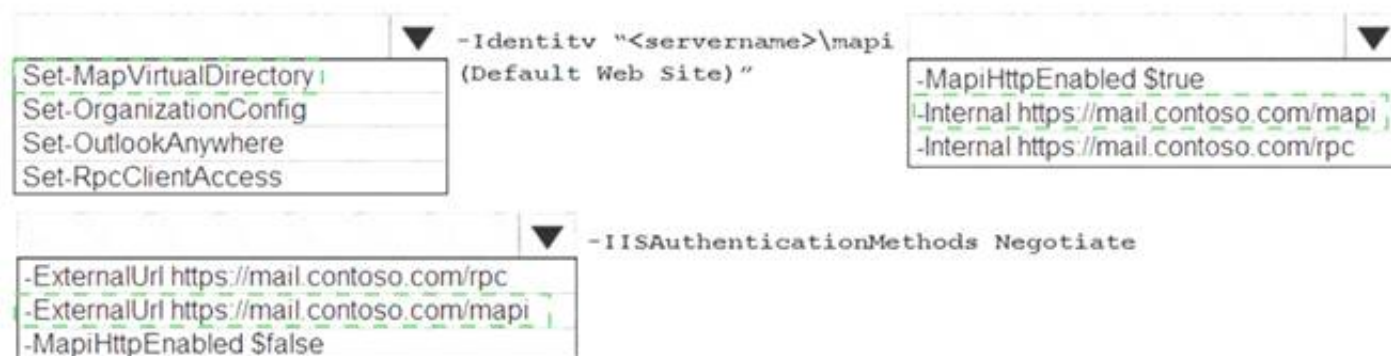 -Identity "<servername>\mapi
(Default Web Site)"
Set-MapVirtualDirectory
Set-OrganizationConfig
Set-OutlookAnywhere
Set-RpcClientAccess
-MapiHttpEnabled $true
-Internal https://mail.contoso.com/mapi
-Internal https://mail.contoso.com/rpc
-IISAuthenticationMethods Negotiate
-ExternalUrl https://mail.contoso.com/rpc
-ExternalUrl https://mail.contoso.com/mapi
-MapiHttpEnabled $false